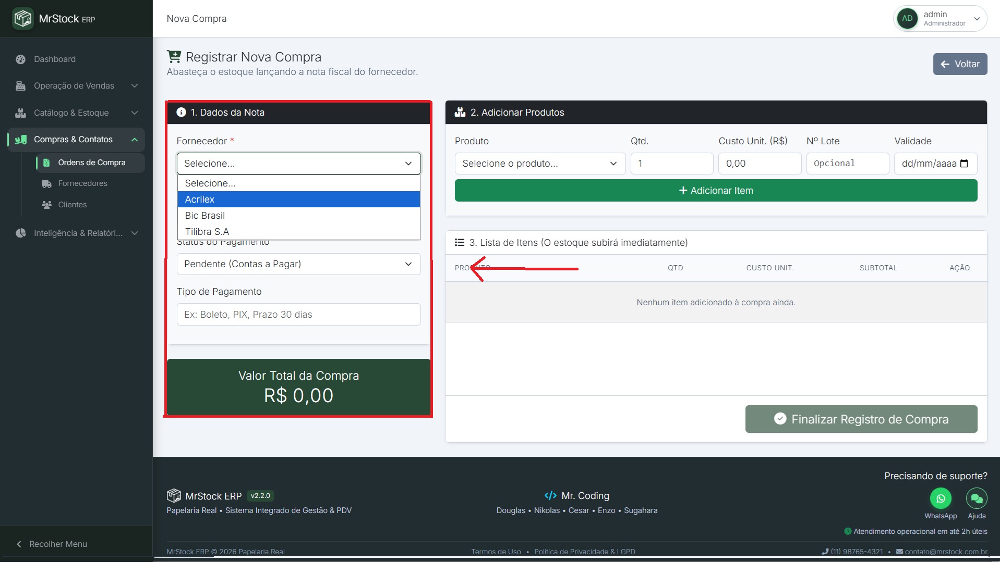 MrStock ERP
Nova Compra
AD
admin
Administrador
Dashboard
Operação de Vendas
Catálogo & Estoque
Compras & Contatos
Ordens de Compra
Fornecedores
Clientes
Inteligência & Relatóri...
Recolher Menu
Registrar Nova Compra
Abasteça o estoque lançando a nota fiscal do fornecedor.
Voltar
1. Dados da Nota
Fornecedor *
Selecione...
Selecione...
Acrilex
Bic Brasil
Tilibra S.A
Status do Pagamento
Pendente (Contas a Pagar)
Tipo de Pagamento
Ex: Boleto, PIX, Prazo 30 dias
Valor Total da Compra
R$ 0,00
2. Adicionar Produtos
Produto Qtd. Custo Unit. (R$) Nº Lote Validade
Selecione o produto... 1 0,00 Opcional dd/mm/aaaa
+ Adicionar Item
3. Lista de Itens (O estoque subirá imediatamente)
PRODUTO QTD CUSTO UNIT. SUBTOTAL AÇÃO
Nenhum item adicionado à compra ainda.
Finalizar Registro de Compra
MrStock ERP v2.2.0
Papelaria Real • Sistema Integrado de Gestão & PDV
</> Mr. Coding
Douglas • Nikolas • Cesar • Enzo • Sugahara
Precisando de suporte?
WhatsApp Ajuda
Atendimento operacional em até 2h úteis
MrStock ERP © 2026 Papelaria Real
Termos de Uso • Política de Privacidade & LGPD
(11) 98765-4321 • contato@mrstock.com.br